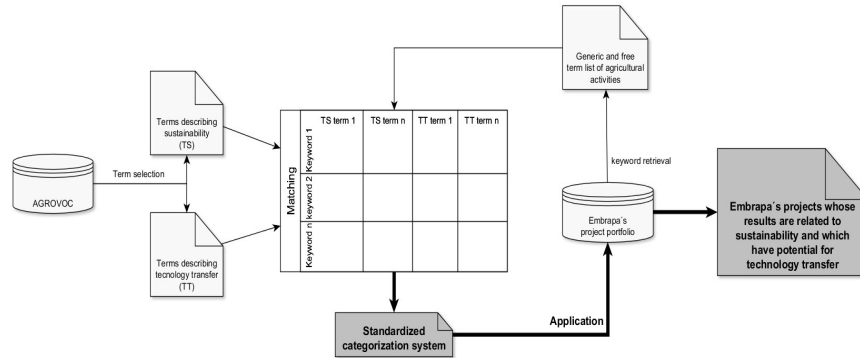 Generic and free
term list of agricultural
activities
Terms describing
sustainability
(TS)
TS term 1
TS term n
TT term 1
TT term n
Matching
Keyword 1
keyword 2
Keyword n
Term selection
AGROVOC
keyword retrieval
Embrapa´s
project portfolio
Embrapa´s projects whose
results are related to
sustainability and which
have potential for
technology transfer
Terms describing
tecnology transfer
(TT)
Application
Standardized
categorization system